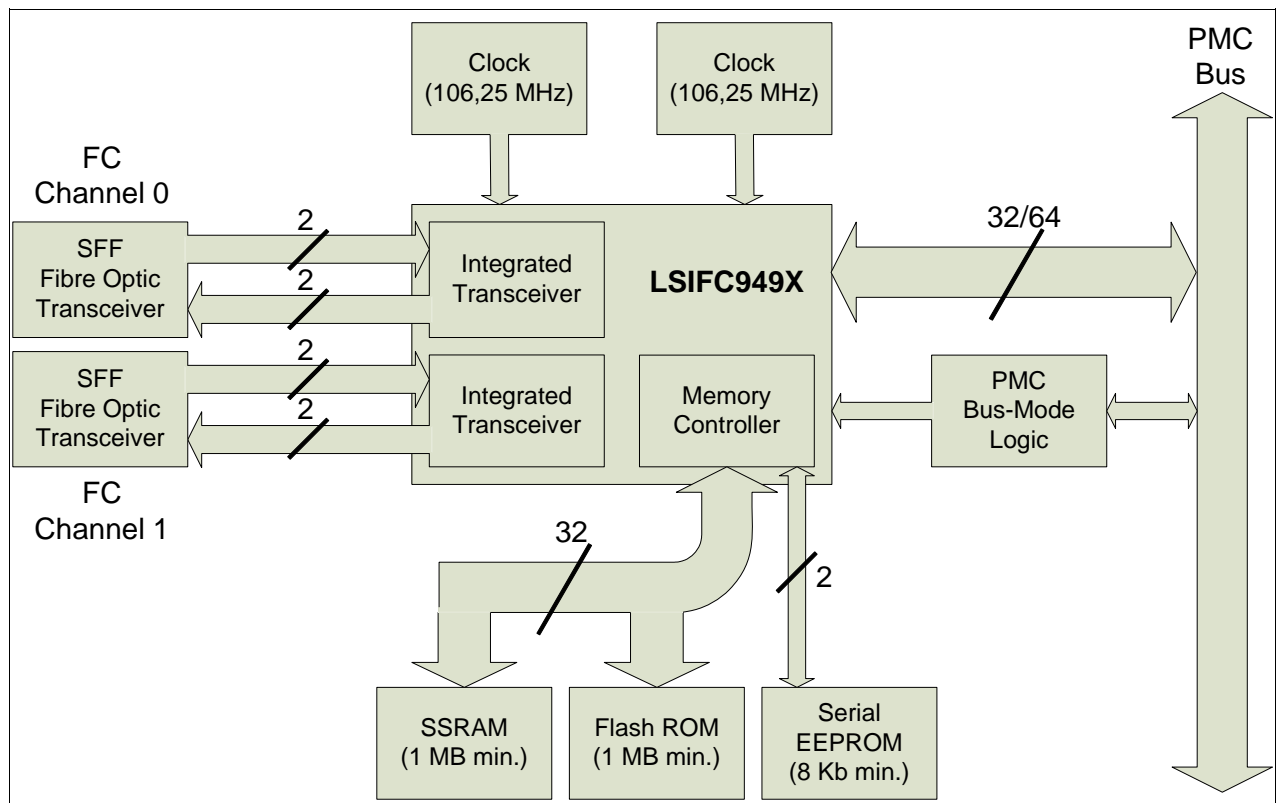 Clock
(106,25 MHz)
Clock
(106,25 MHz)
PMC
Bus
FC
Channel 0
SFF
Fibre Optic
Transceiver
2
2
Integrated
Transceiver
LSIFC949X
32/64
SFF
Fibre Optic
Transceiver
2
2
Integrated
Transceiver
Memory
Controller
PMC
Bus-Mode
Logic
FC
Channel 1
32
2
SSRAM
(1 MB min.)
Flash ROM
(1 MB min.)
Serial
EEPROM
(8 Kb min.)